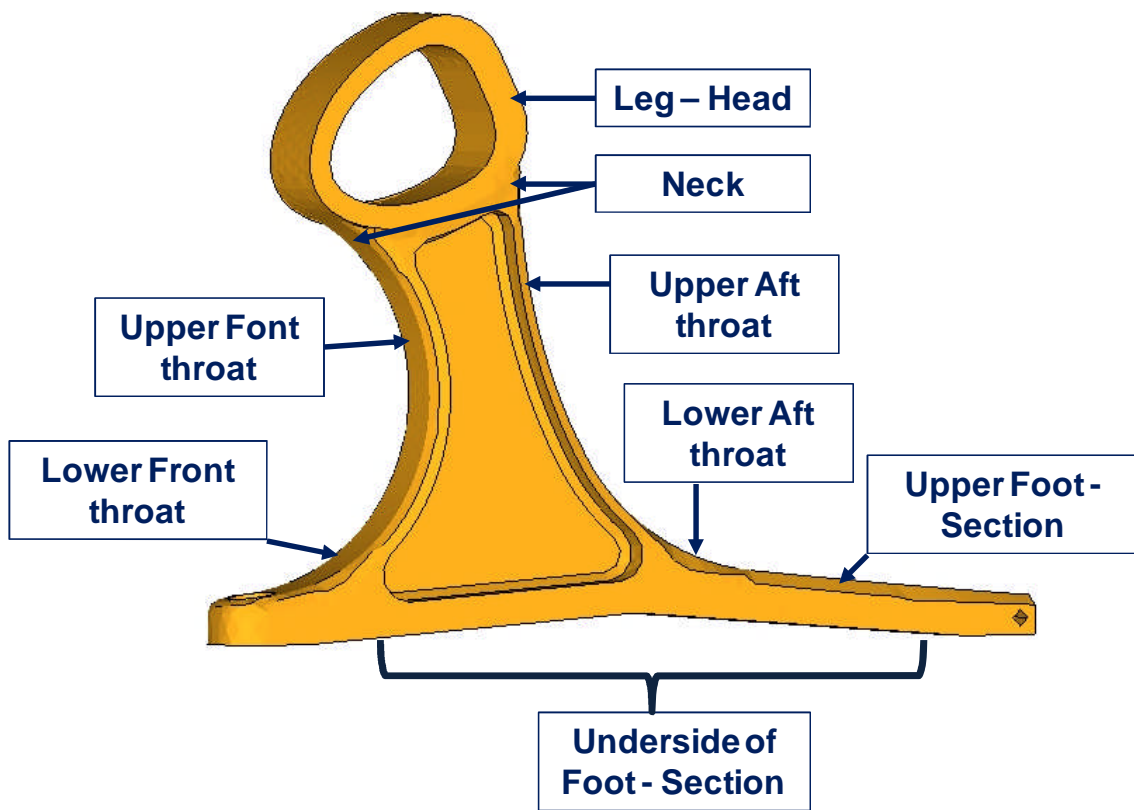 Leg – Head
Neck
Upper Aft
throat
Upper Font
throat
Lower Aft
throat
Lower Front
throat
Upper Foot -
Section
Underside of
Foot - Section